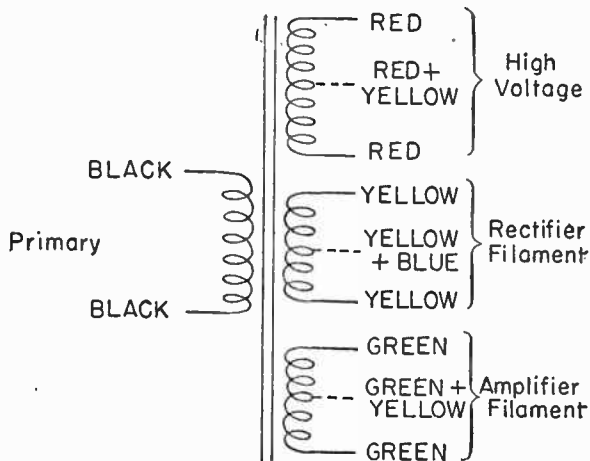 RED
RED +
YELLOW
RED
High
Voltage
BLACK
Primary
BLACK
YELLOW
YELLOW
+ BLUE
YELLOW
Rectifier
Filament
GREEN
GREEN +
YELLOW
GREEN
Amplifier
Filament